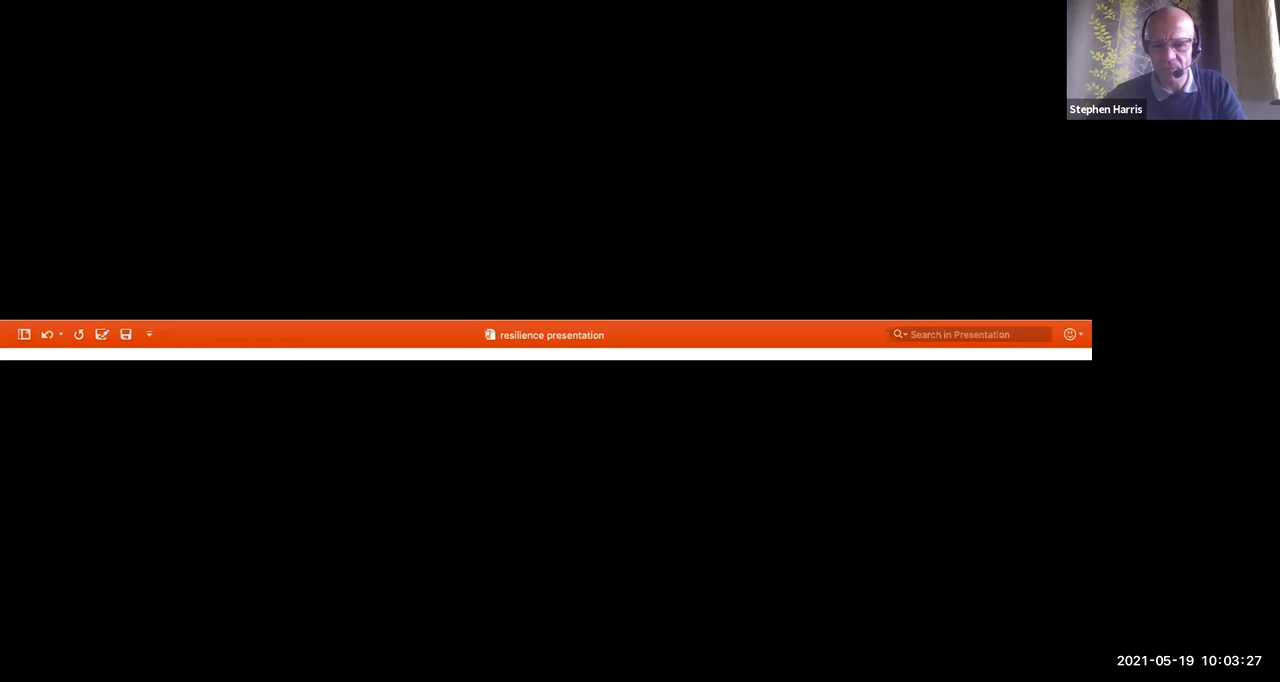 Stephen Harris
resilience presentation
Search in Presentation
2021-05-19 10:03:27